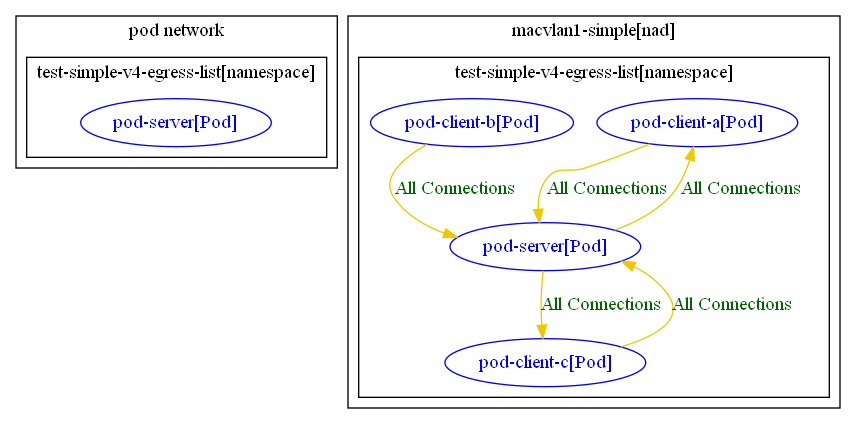 pod network
test-simple-v4-egress-list[namespace]
pod-server[Pod]
macvlan1-simple[nad]
test-simple-v4-egress-list[namespace]
pod-client-b[Pod]
pod-client-a[Pod]
All Connections
All Connections
All Connections
pod-server[Pod]
All Connections
All Connections
pod-client-c[Pod]